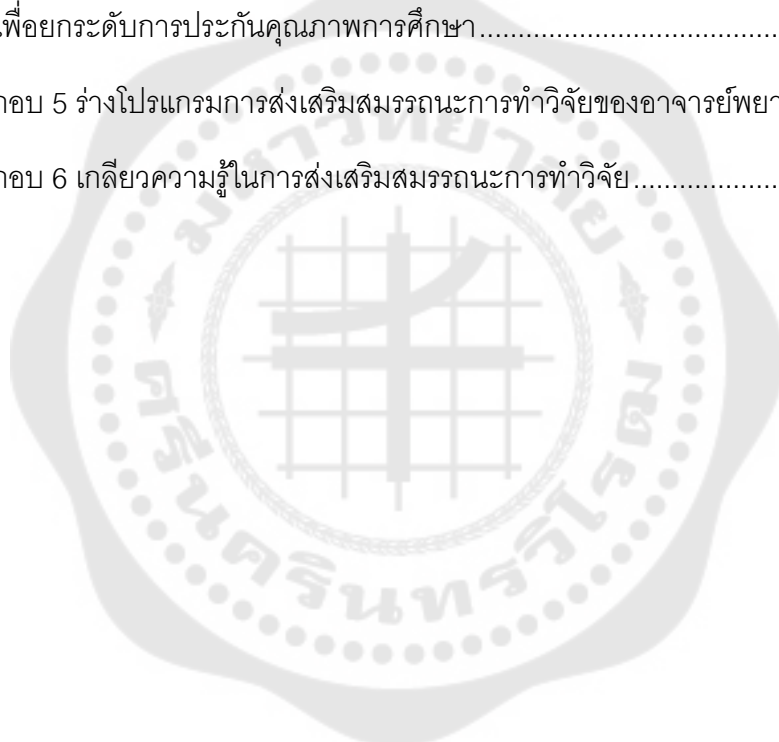 เพื่อยกระดับการประกันคุณภาพการศึกษา.....................................
กอบ 5 ร่างโปรแกรมการส่งเสริมสมรรถนะการทำวิจัยของอาจารย์พยา
กอบ 6 เกลียวความรู้ในการส่งเสริมสมรรถนะการทำวิจัย...................
มหาวิทยาลัย
ศรีนครินทรวิโรฒ